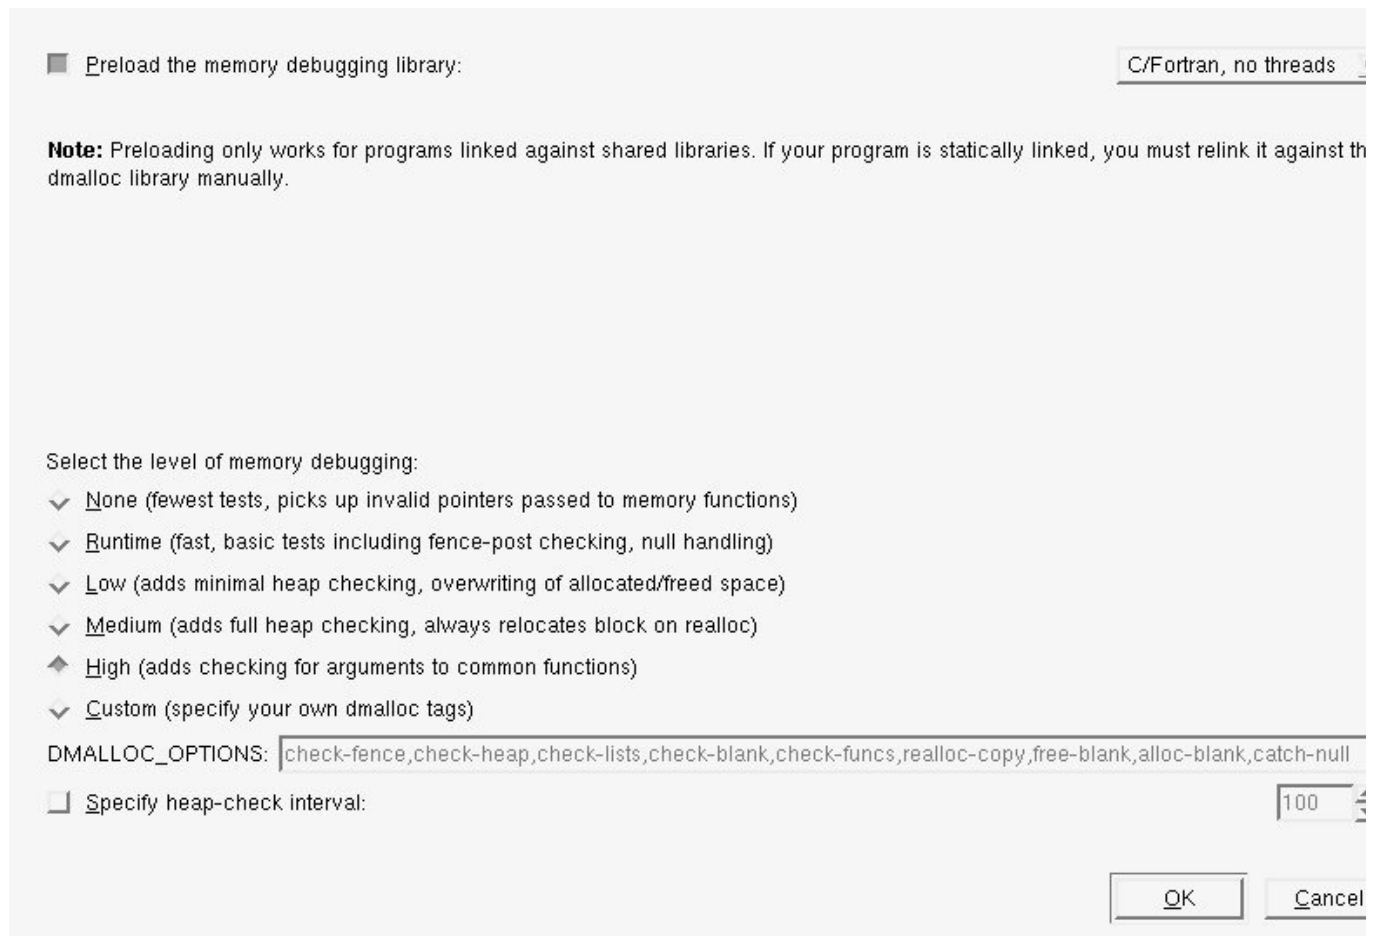 Preload the memory debugging library:
C/Fortran, no threads
Note: Preloading only works for programs linked against shared libraries. If your program is statically linked, you must relink it against th
dmalloc library manually.
Select the level of memory debugging:
None (fewest tests, picks up invalid pointers passed to memory functions)
Runtime (fast, basic tests including fence-post checking, null handling)
Low (adds minimal heap checking, overwriting of allocated/freed space)
Medium (adds full heap checking, always relocates block on realloc)
High (adds checking for arguments to common functions)
Custom (specify your own dmalloc tags)
DMALLOC_OPTIONS: check-fence,check-heap,check-lists,check-blank,check-funcs,realloc-copy,free-blank,alloc-blank,catch-null
Specify heap-check interval:
100
OK
Cancel